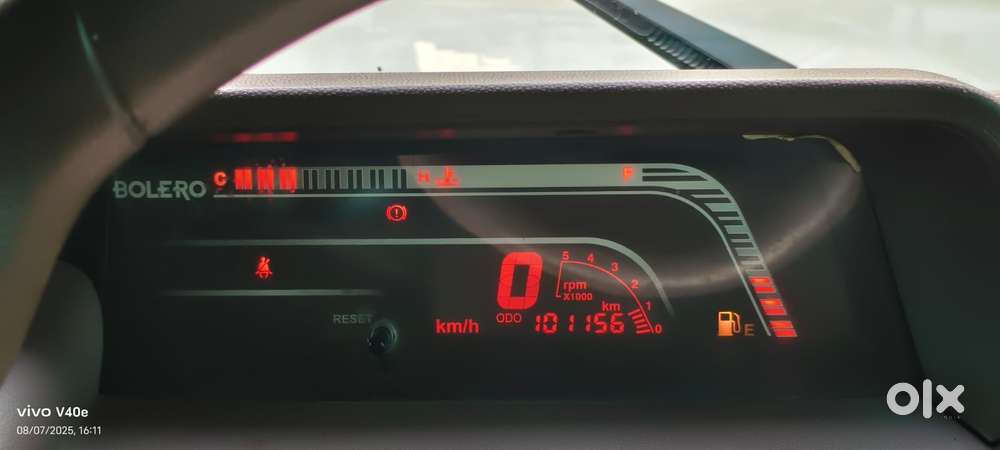 C H F
BOLERO
5 4 3 2 1 0
rpm
X1000
0
km
RESET
km/h
ODO 101156
E
vivo V40e
08/07/2025, 16:11
olx